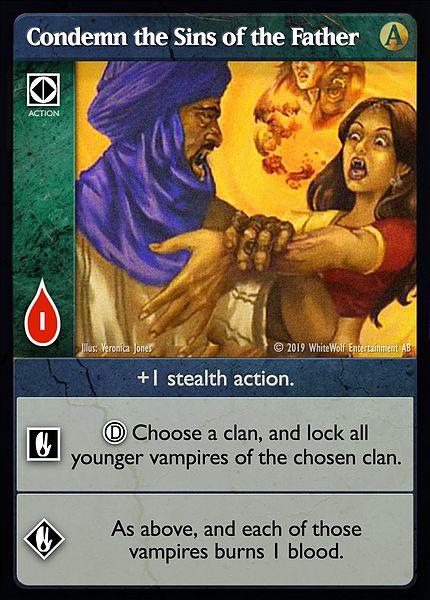 Condemn the Sins of the Father
A
ACTION
1
Illus: Veronica Jones
© 2019 WhiteWolf Entertainment AB
+1 stealth action.
D Choose a clan, and lock all
younger vampires of the chosen clan.
As above, and each of those
vampires burns 1 blood.